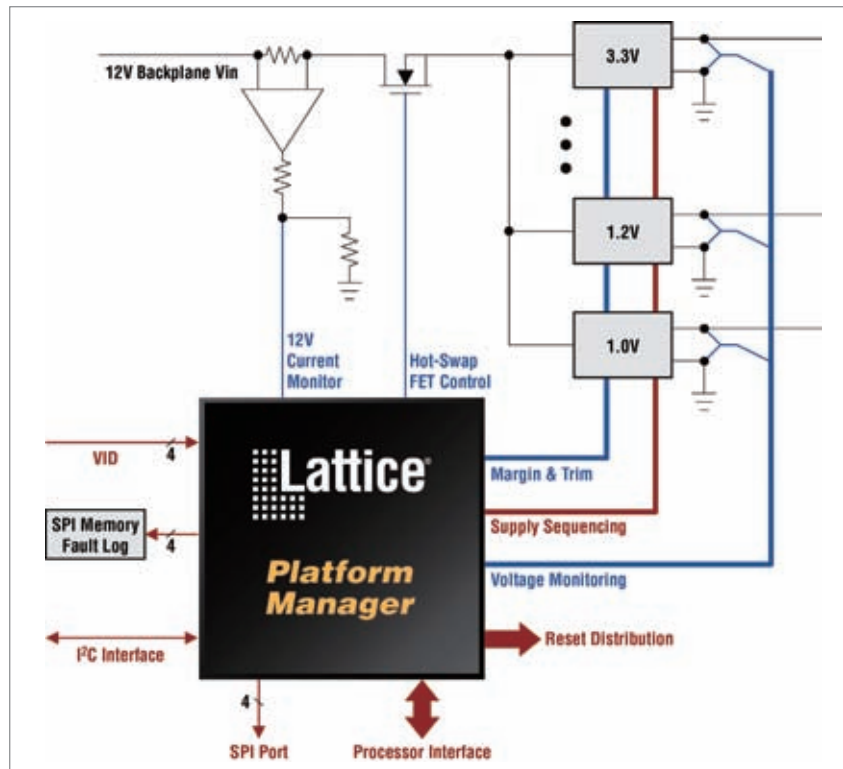 12V Backplane Vin
3.3V
1.2V
1.0V
12V
Current
Monitor
Hot-Swap
FET Control
VID
4
Lattice®
Margin & Trim
SPI Memory
Fault Log
4
Supply Sequencing
Platform
Manager
Voltage Monitoring
I²C Interface
Reset Distribution
4
SPI Port
Processor Interface